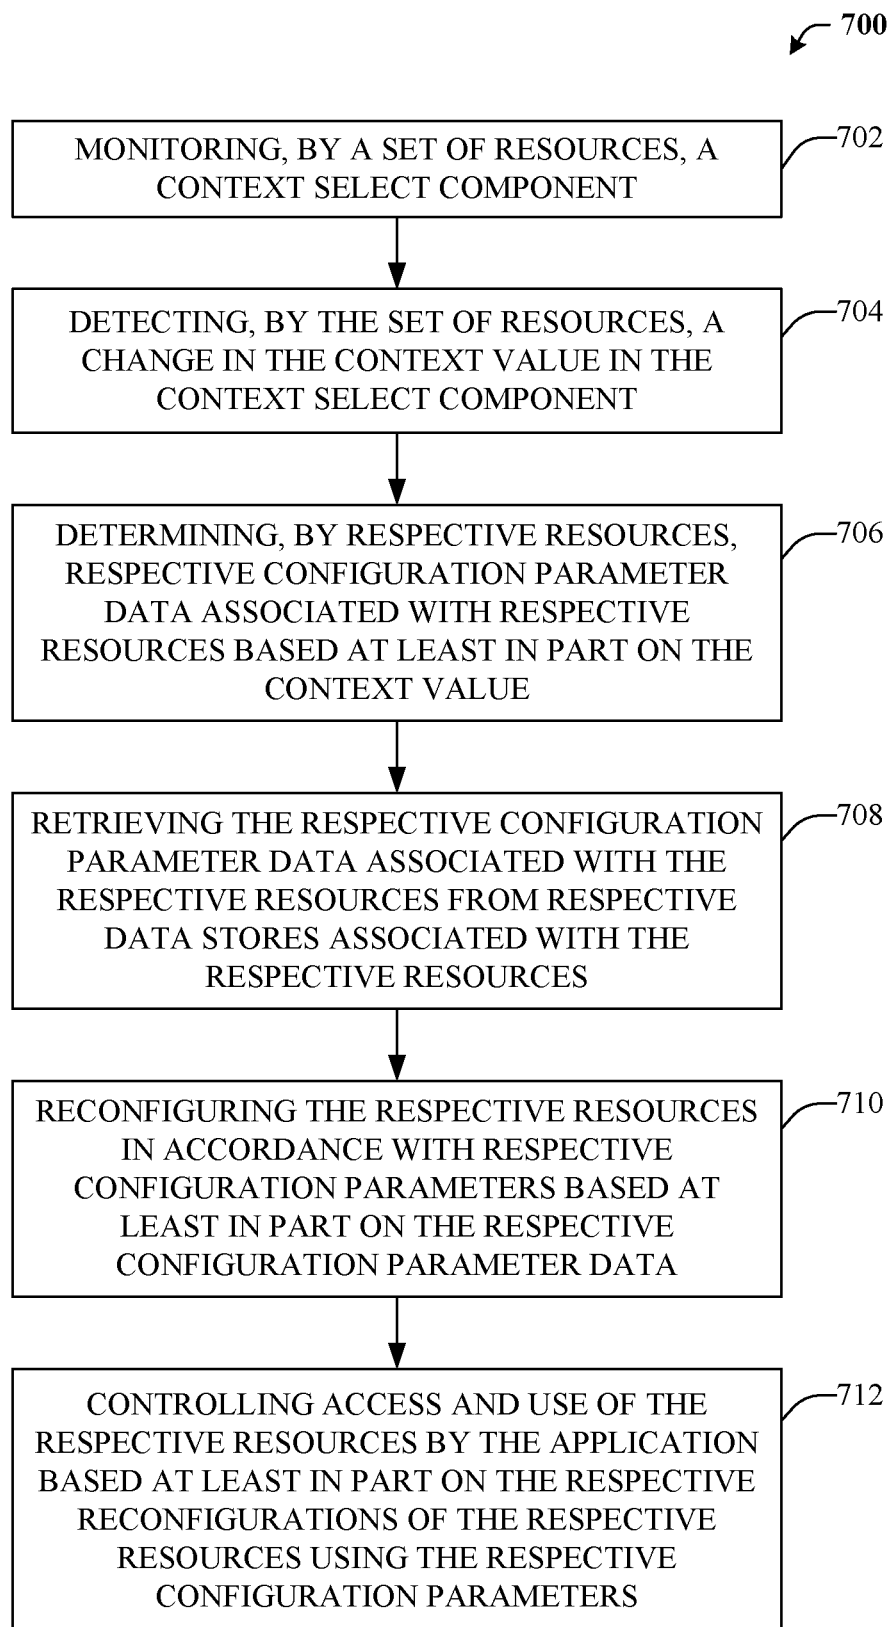 700
MONITORING, BY A SET OF RESOURCES, A
CONTEXT SELECT COMPONENT
702
DETECTING, BY THE SET OF RESOURCES, A
CHANGE IN THE CONTEXT VALUE IN THE
CONTEXT SELECT COMPONENT
704
DETERMINING, BY RESPECTIVE RESOURCES,
RESPECTIVE CONFIGURATION PARAMETER
DATA ASSOCIATED WITH RESPECTIVE
RESOURCES BASED AT LEAST IN PART ON THE
CONTEXT VALUE
706
RETRIEVING THE RESPECTIVE CONFIGURATION
PARAMETER DATA ASSOCIATED WITH THE
RESPECTIVE RESOURCES FROM RESPECTIVE
DATA STORES ASSOCIATED WITH THE
RESPECTIVE RESOURCES
708
RECONFIGURING THE RESPECTIVE RESOURCES
IN ACCORDANCE WITH RESPECTIVE
CONFIGURATION PARAMETERS BASED AT
LEAST IN PART ON THE RESPECTIVE
CONFIGURATION PARAMETER DATA
710
CONTROLLING ACCESS AND USE OF THE
RESPECTIVE RESOURCES BY THE APPLICATION
BASED AT LEAST IN PART ON THE RESPECTIVE
RECONFIGURATIONS OF THE RESPECTIVE
RESOURCES USING THE RESPECTIVE
CONFIGURATION PARAMETERS
712